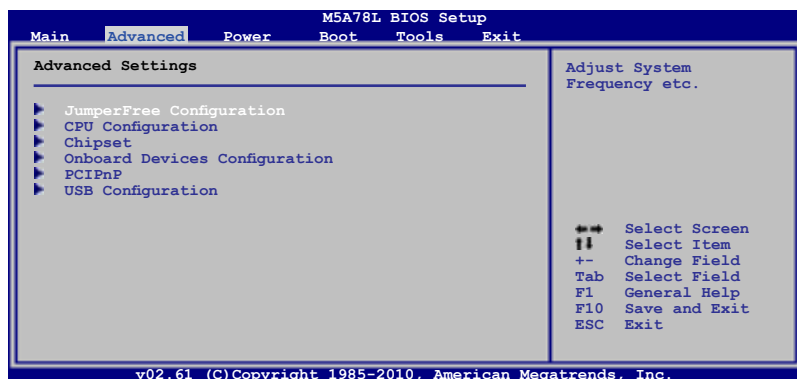 M5A78L BIOS Setup
Main Advanced Power Boot Tools Exit
Advanced Settings
JumperFree Configuration
CPU Configuration
Chipset
Onboard Devices Configuration
PCIPnP
USB Configuration
Adjust System
Frequency etc.
←→ Select Screen
↑↓ Select Item
+- Change Field
Tab Select Field
F1 General Help
F10 Save and Exit
ESC Exit
v02.61 (C)Copyright 1985-2010, American Megatrends, Inc.